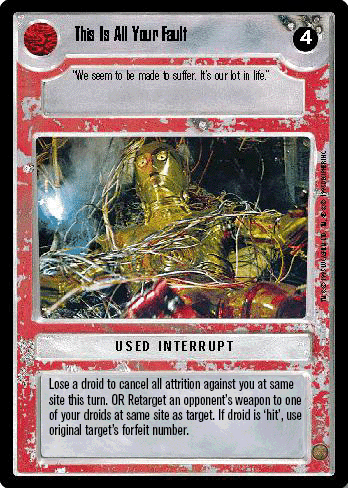 This Is All Your Fault
4
"We seem to be made to suffer. It's our lot in life."
USED INTERRUPT
Lose a droid to cancel all attrition against you at same
site this turn. OR Retarget an opponent's weapon to one
of your droids at same site as target. If droid is 'hit', use
original target's forfeit number.